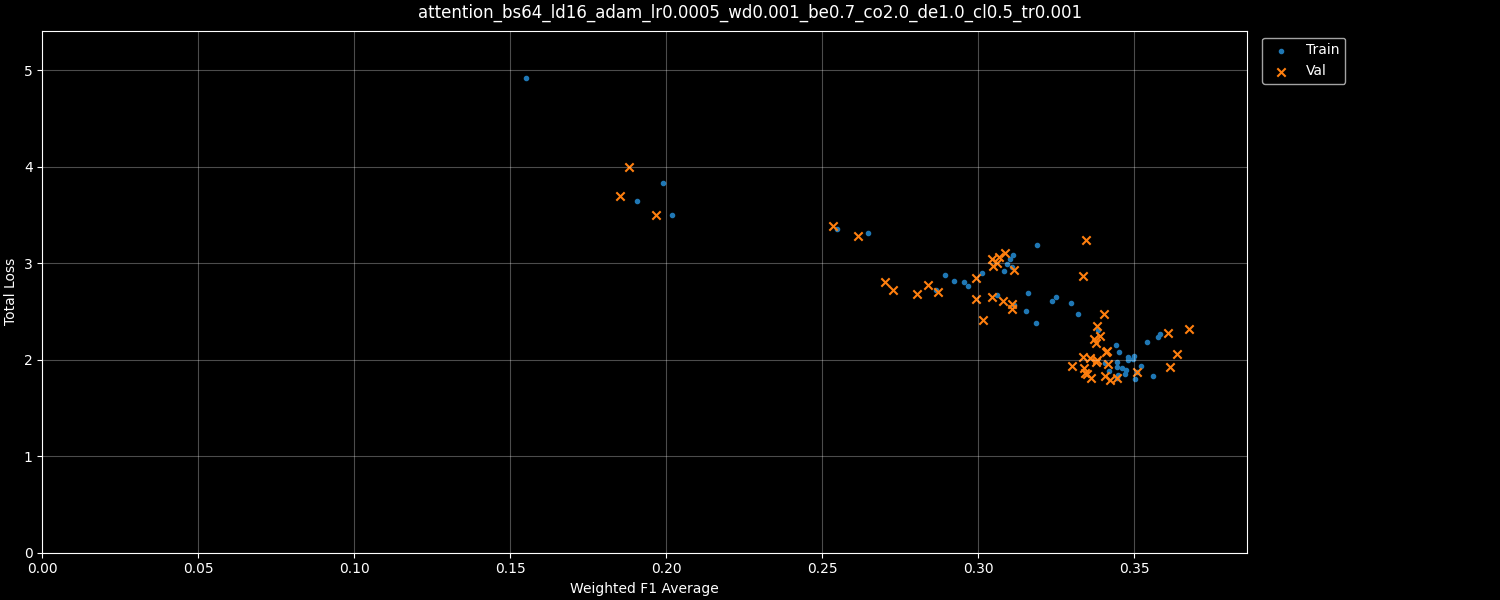 attention_bs64_ld16_adam_lr0.0005_wd0.001_be0.7_co2.0_de1.0_cl0.5_tr0.001
Train
Val
5
4
3
2
1
0
Total Loss
0.00 0.05 0.10 0.15 0.20 0.25 0.30 0.35
Weighted F1 Average